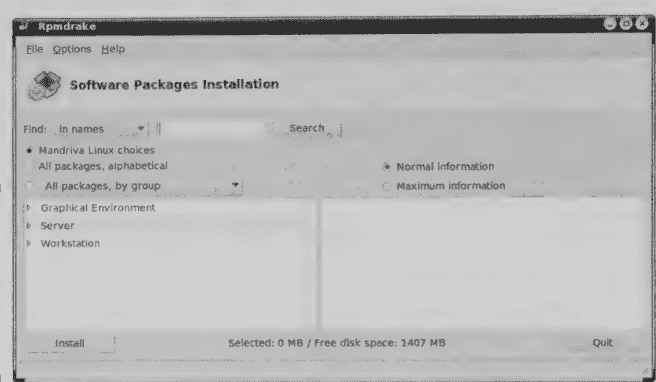 Rpmdrake
File Options Help
Software Packages Installation
Find: in names Search
Mandriva Linux choices
All packages, alphabetical Normal information
All packages, by group Maximum information
Graphical Environment
Server
Workstation
Install Selected: 0 MB / Free disk space: 1407 MB Quit